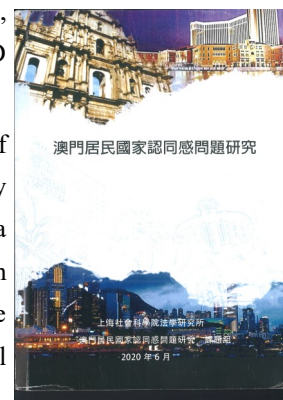 澳門居民國家認同感問題研究
上海社會科學院法學研究所
“澳門居民國家認同感問題研究”課題組
2020 年 6 月
,
f
y
a
n
e
l